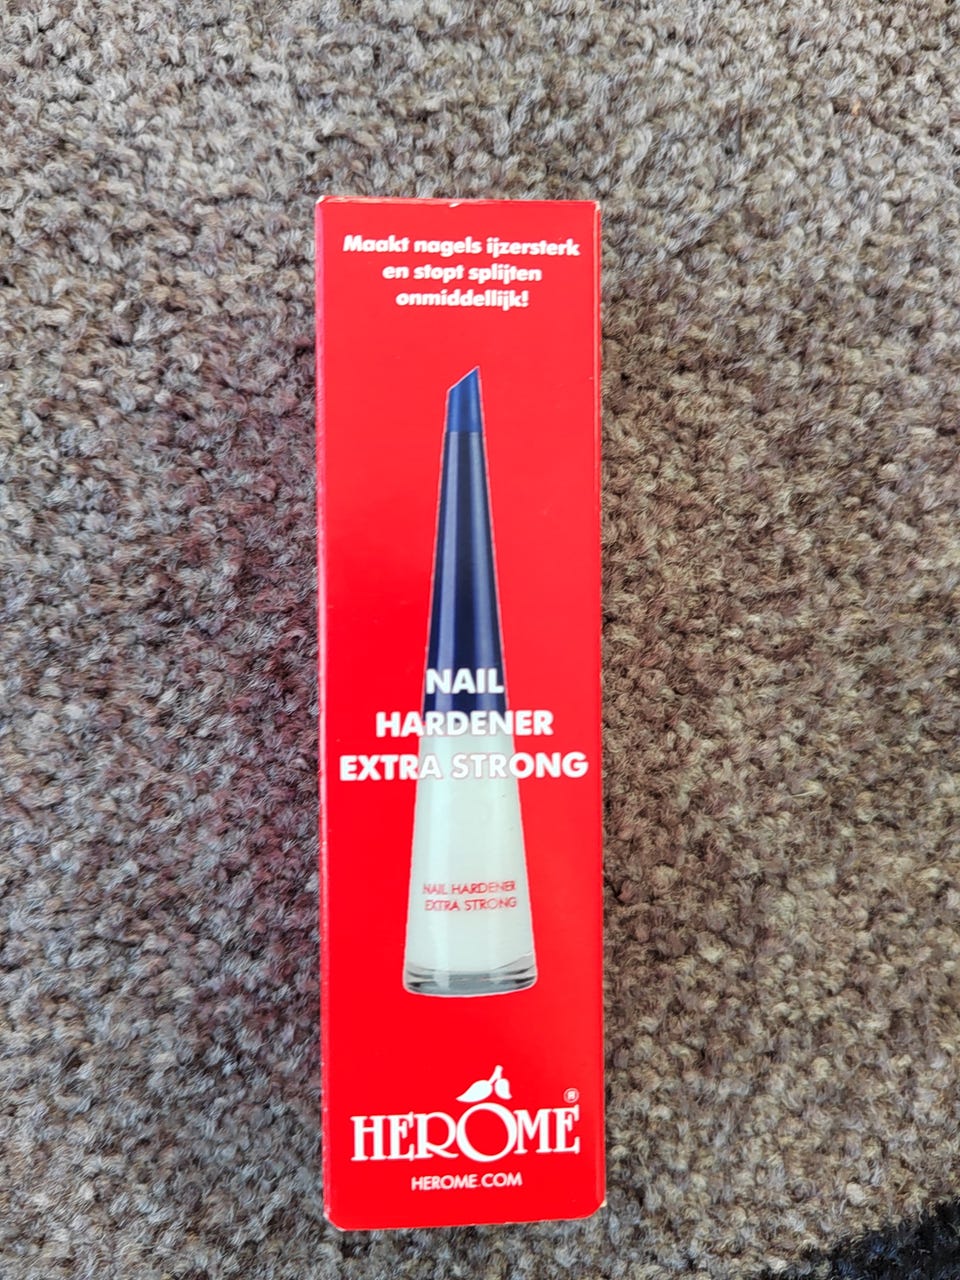 Maakt nagels ijzersterk
en stopt splijten
onmiddellijk!
NAIL
HARDENER
EXTRA STRONG
NAIL HARDENER
EXTRA STRONG
HERÔME®
HEROME.COM